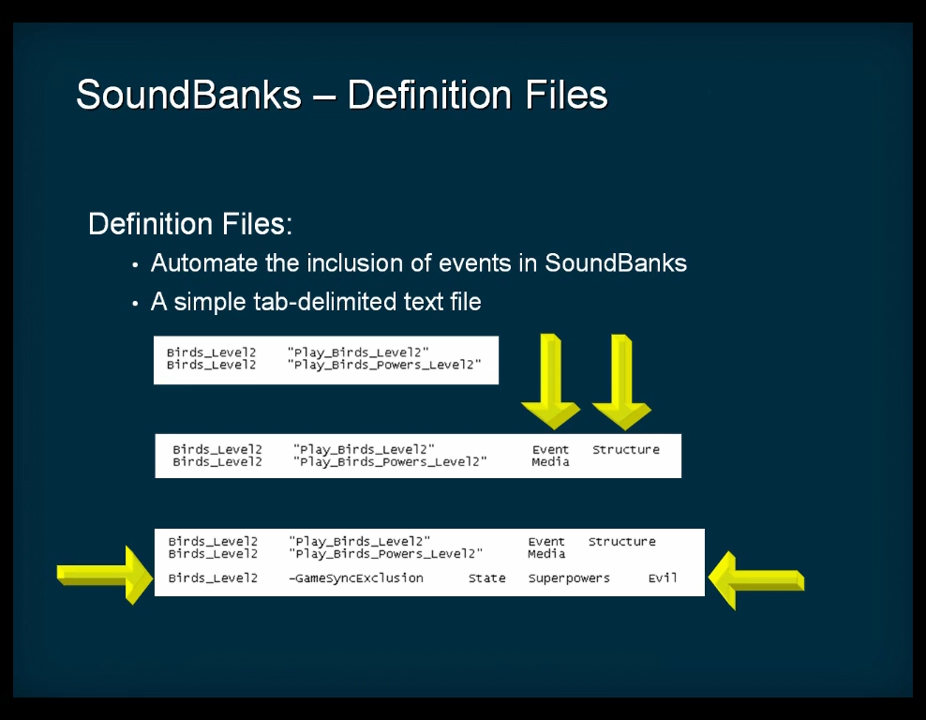 SoundBanks – Definition Files
Definition Files:
• Automate the inclusion of events in SoundBanks
• A simple tab-delimited text file
Birds_Level2 "Play_Birds_Level2"
Birds_Level2 "Play_Birds_Powers_Level2"
Birds_Level2 "Play_Birds_Level2" Event Structure
Birds_Level2 "Play_Birds_Powers_Level2" Media
Birds_Level2 "Play_Birds_Level2" Event Structure
Birds_Level2 "Play_Birds_Powers_Level2" Media
Birds_Level2 -GameSyncExclusion State Superpowers Evil